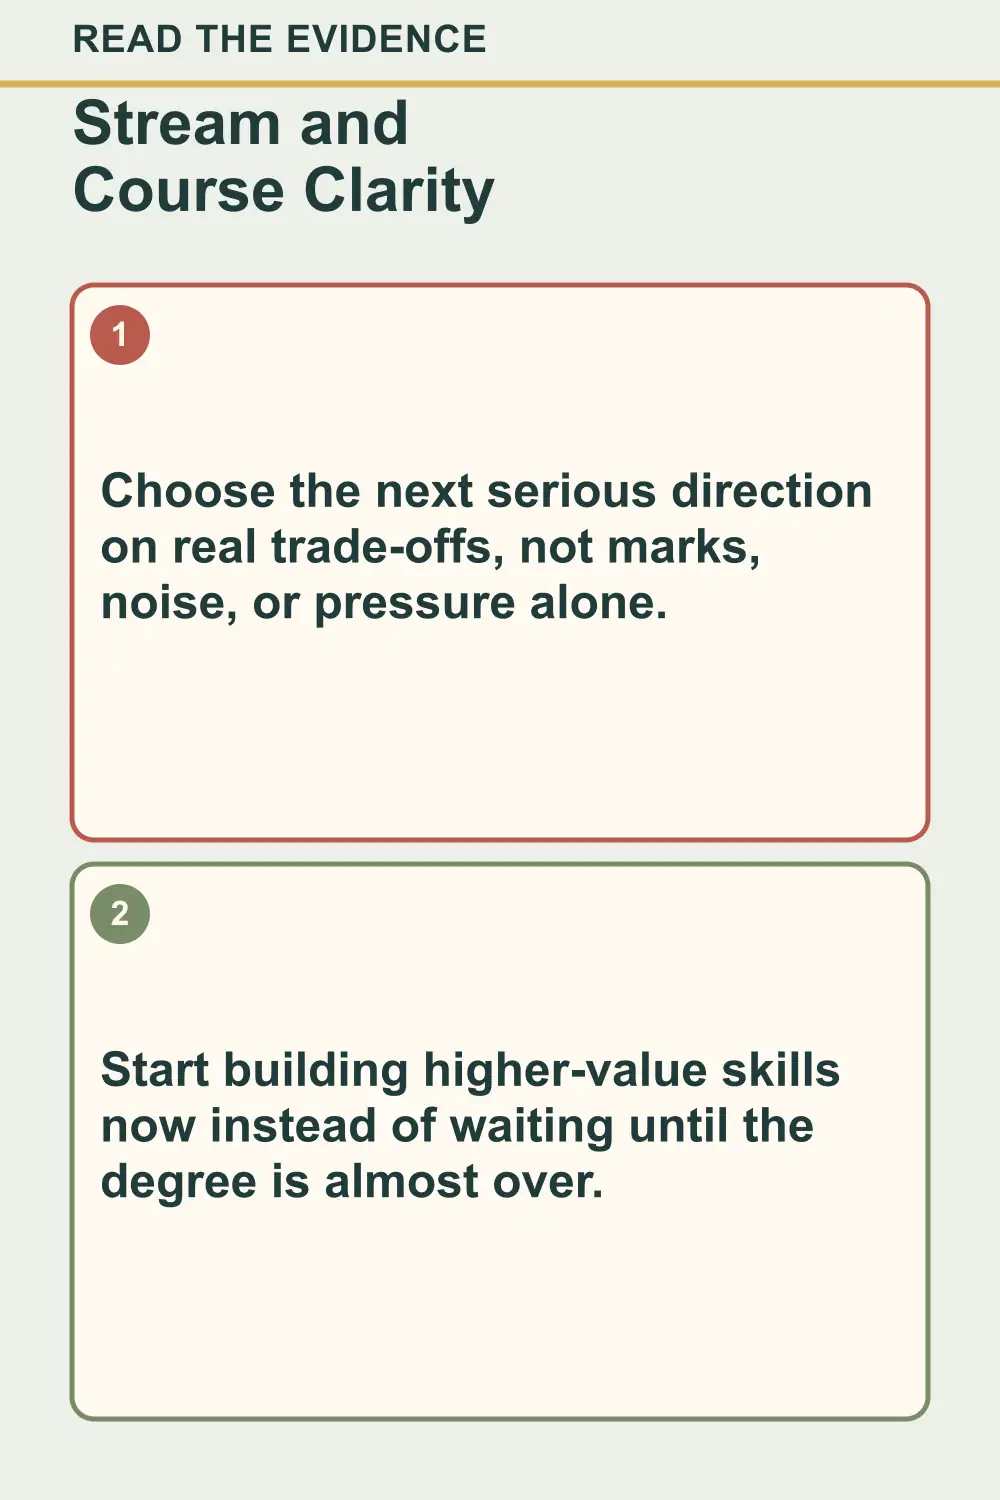 READ THE EVIDENCE
Stream and
Course Clarity
1
Choose the next serious direction
on real trade-offs, not marks,
noise, or pressure alone.
2
Start building higher-value skills
now instead of waiting until the
degree is almost over.